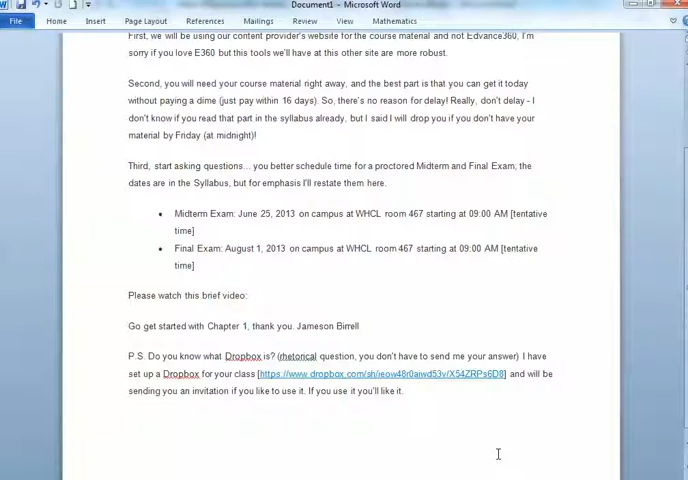 Document1 - Microsoft Word
File Home Insert Page Layout References Mailings Review View Mathematics
First, we will be using our content provider's website for the course material and not Edvance360, I'm
sorry if you love E360 but this tools we'll have at this other site are more robust.
Second, you will need your course material right away, and the best part is that you can get it today
without paying a dime (just pay within 16 days). So, there's no reason for delay! Really, don't delay - I
don't know if you read that part in the syllabus already, but I said I will drop you if you don't have your
material by Friday (at midnight)!
Third, start asking questions... you better schedule time for a proctored Midterm and Final Exam; the
dates are in the Syllabus, but for emphasis I'll restate them here.
• Midterm Exam: June 25, 2013 on campus at WHCL room 467 starting at 09:00 AM [tentative
time]
• Final Exam: August 1, 2013 on campus at WHCL room 467 starting at 09:00 AM [tentative
time]
Please watch this brief video:
Go get started with Chapter 1, thank you. Jameson Birrell
P.S. Do you know what Dropbox is? (rhetorical question, you don't have to send me your answer) I have
set up a Dropbox for your class [https://www.dropbox.com/sh/ieow48r0aiwd53v/X54ZRPs6D8] and will be
sending you an invitation if you like to use it. If you use it you'll like it.